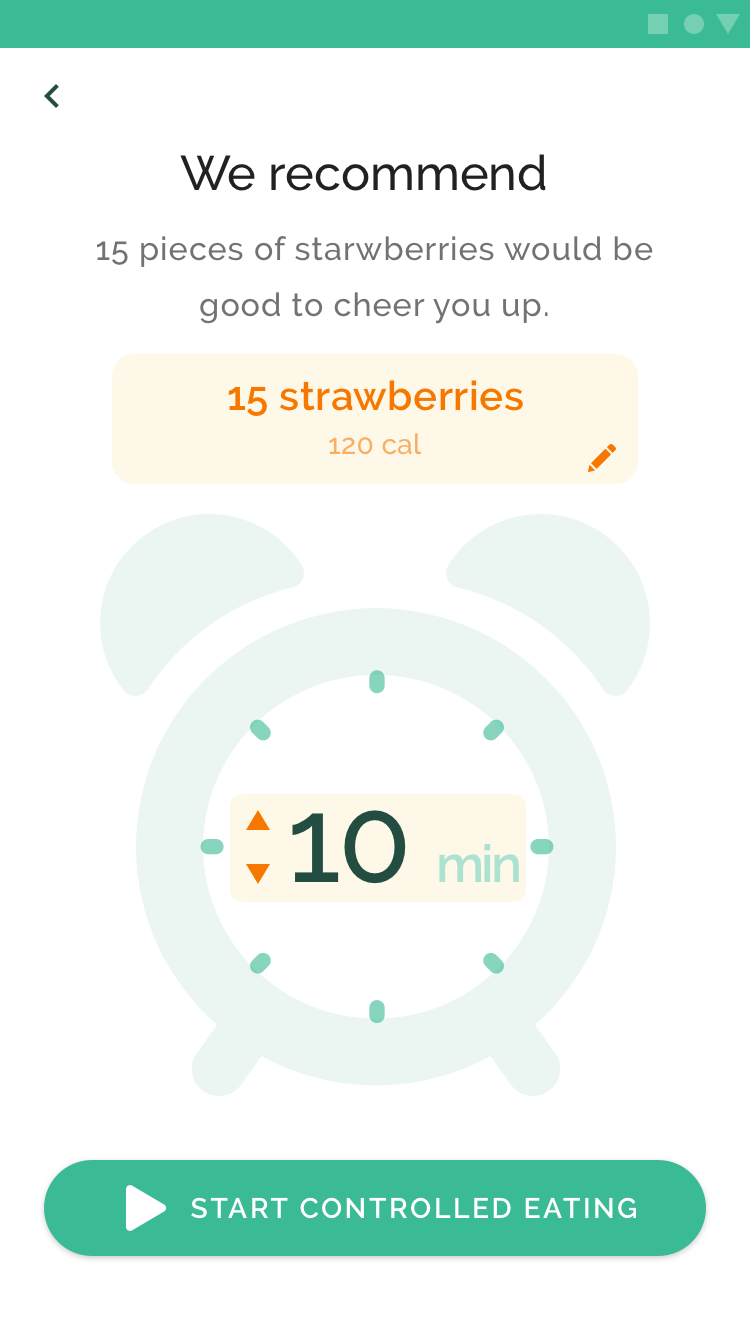 We recommend
15 pieces of starwberries would be
good to cheer you up.
15 strawberries
120 cal
10 min
START CONTROLLED EATING